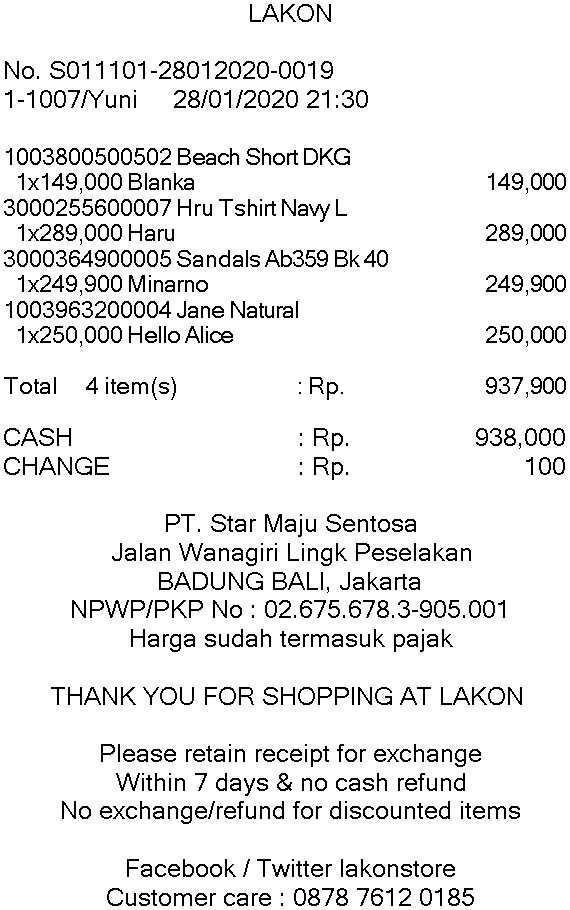 LAKON
No. S011101-28012020-0019
1-1007/Yuni 28/01/2020 21:30
1003800500502 Beach Short DKG
1x149,000 Blanka 149,000
3000255600007 Hru Tshirt Navy L
1x289,000 Haru 289,000
3000364900005 Sandals Ab359 Bk 40
1x249,900 Minarno 249,900
1003963200004 Jane Natural
1x250,000 Hello Alice 250,000
Total 4 item(s) : Rp. 937,900
CASH : Rp. 938,000
CHANGE : Rp. 100
PT. Star Maju Sentosa
Jalan Wanagiri Lingk Peselakan
BADUNG BALI, Jakarta
NPWP/PKP No : 02.675.678.3-905.001
Harga sudah termasuk pajak
THANK YOU FOR SHOPPING AT LAKON
Please retain receipt for exchange
Within 7 days & no cash refund
No exchange/refund for discounted items
Facebook / Twitter lakonstore
Customer care : 0878 7612 0185